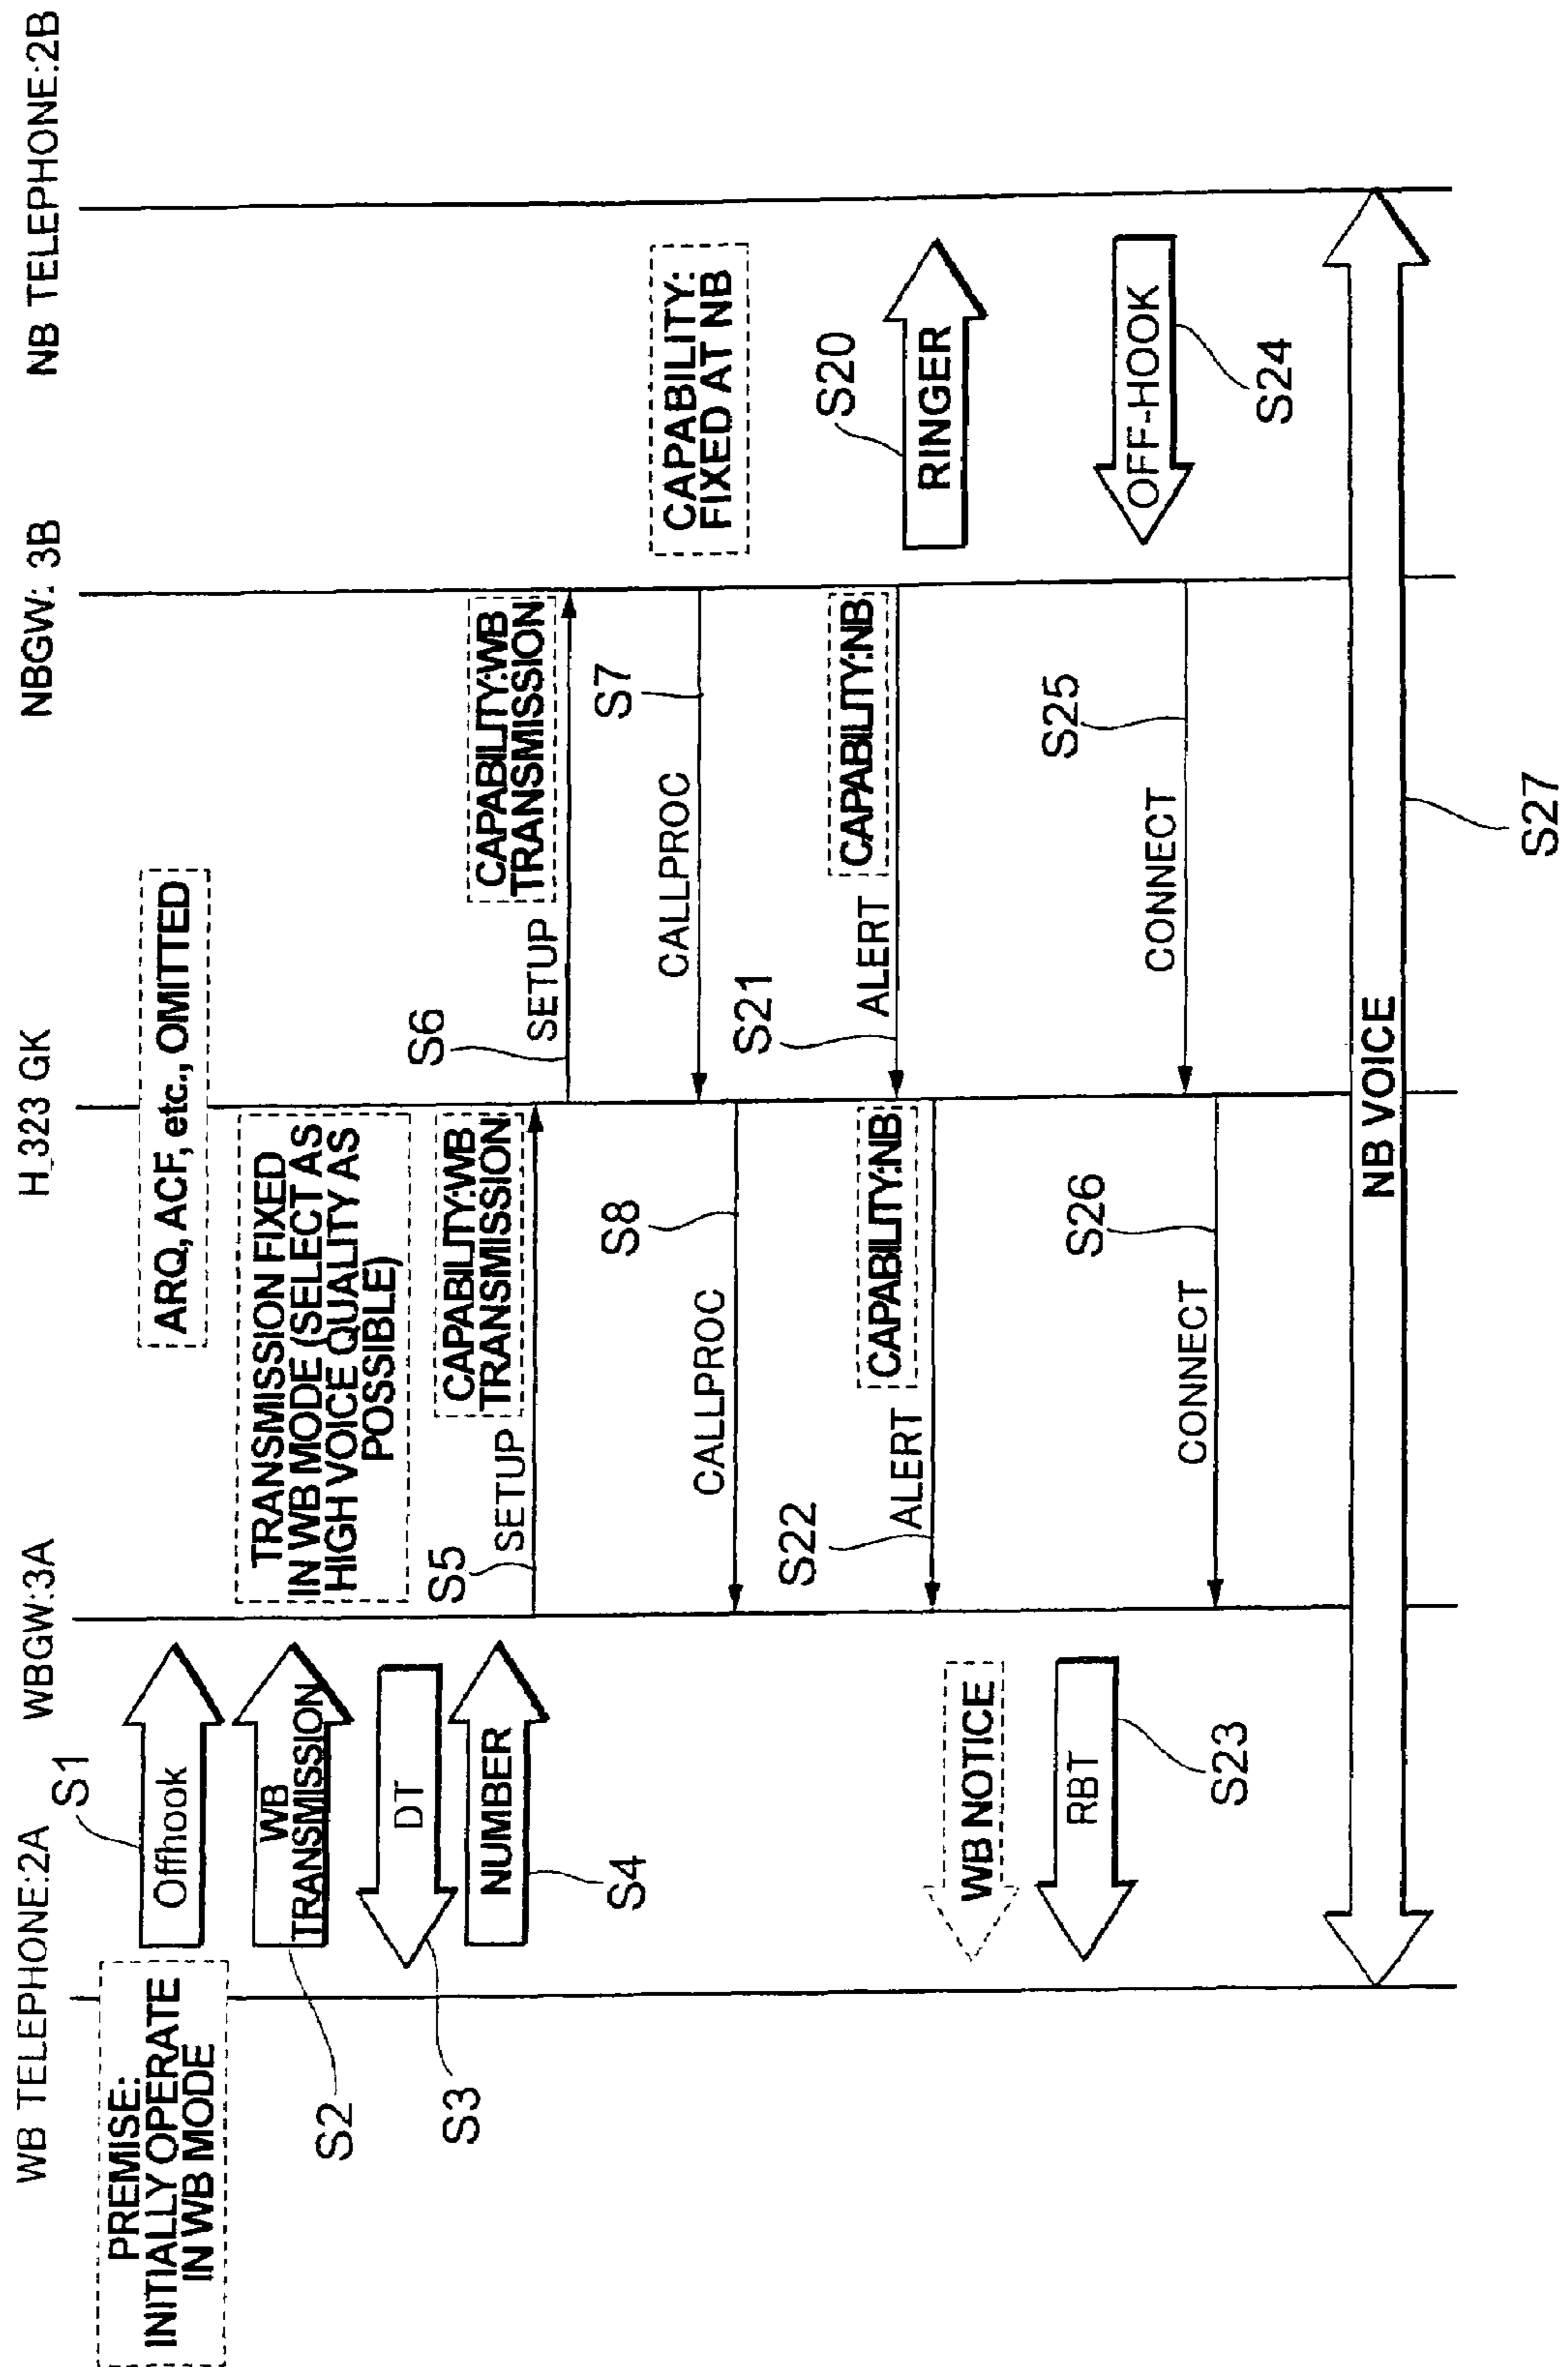 WB TELEPHONE:2A
WBGW:3A
H_323 GK
NBGW: 3B
NB TELEPHONE:2B
PREMISE:
INITIALLY OPERATE
IN WB MODE
S1
Offhook
ARQ, ACF, etc., OMITTED
S2
WB
TRANSMISSION
TRANSMISSION FIXED
IN WB MODE (SELECT AS
HIGH VOICE QUALITY AS
POSSIBLE)
S3
DT
S4
NUMBER
S5
SETUP
CAPABILITY:WB
TRANSMISSION
S6
SETUP
CAPABILITY:WB
TRANSMISSION
S7
CALLPROC
S8
CALLPROC
CAPABILITY:
FIXED AT NB
S20
RINGER
S21
ALERT
CAPABILITY:NB
S22
ALERT
CAPABILITY:NB
WB NOTICE
RBT
S23
OFF-HOOK
S24
S25
CONNECT
S26
CONNECT
NB VOICE
S27